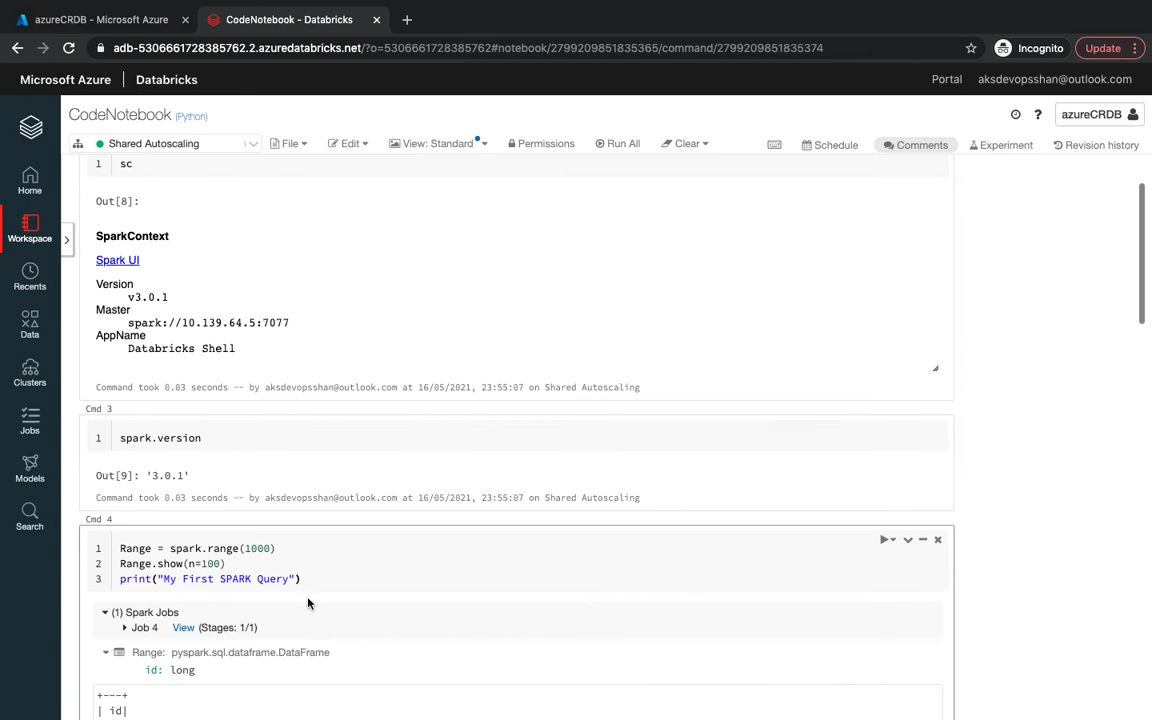 azureCRDB - Microsoft Azure
CodeNotebook - Databricks
adb-5306661728385762.2.azuredatabricks.net/?o=5306661728385762#notebook/2799209851835365/command/2799209851835374
Incognito
Update
Microsoft Azure
Databricks
Portal
aksdevopsshan@outlook.com
CodeNotebook (Python)
azureCRDB
Shared Autoscaling
File
Edit
View: Standard
Permissions
Run All
Clear
Schedule
Comments
Experiment
Revision history
Home
Workspace
Recents
Data
Clusters
Jobs
Models
Search
1 sc
Out[8]:
SparkContext
Spark UI
Version
v3.0.1
Master
spark://10.139.64.5:7077
AppName
Databricks Shell
Command took 0.03 seconds -- by aksdevopsshan@outlook.com at 16/05/2021, 23:55:07 on Shared Autoscaling
Cmd 3
1 spark.version
Out[9]: '3.0.1'
Command took 0.03 seconds -- by aksdevopsshan@outlook.com at 16/05/2021, 23:55:07 on Shared Autoscaling
Cmd 4
1 Range = spark.range(1000)
2 Range.show(n=100)
3 print("My First SPARK Query")
(1) Spark Jobs
Job 4 View (Stages: 1/1)
Range: pyspark.sql.dataframe.DataFrame
id: long
+---+
| id|